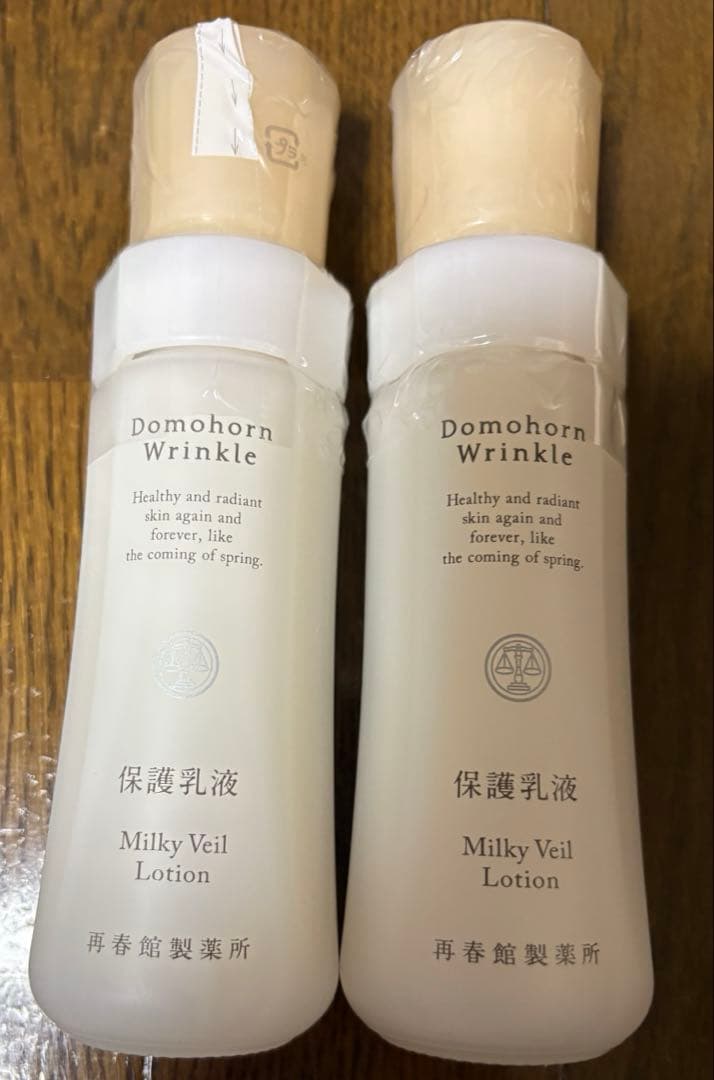 Domohorn
Wrinkle
Healthy and radiant
skin again and
forever, like
the coming of spring.
保護乳液
Milky Veil
Lotion
再春館製薬所
Domohorn
Wrinkle
Healthy and radiant
skin again and
forever, like
the coming of spring.
保護乳液
Milky Veil
Lotion
再春館製薬所